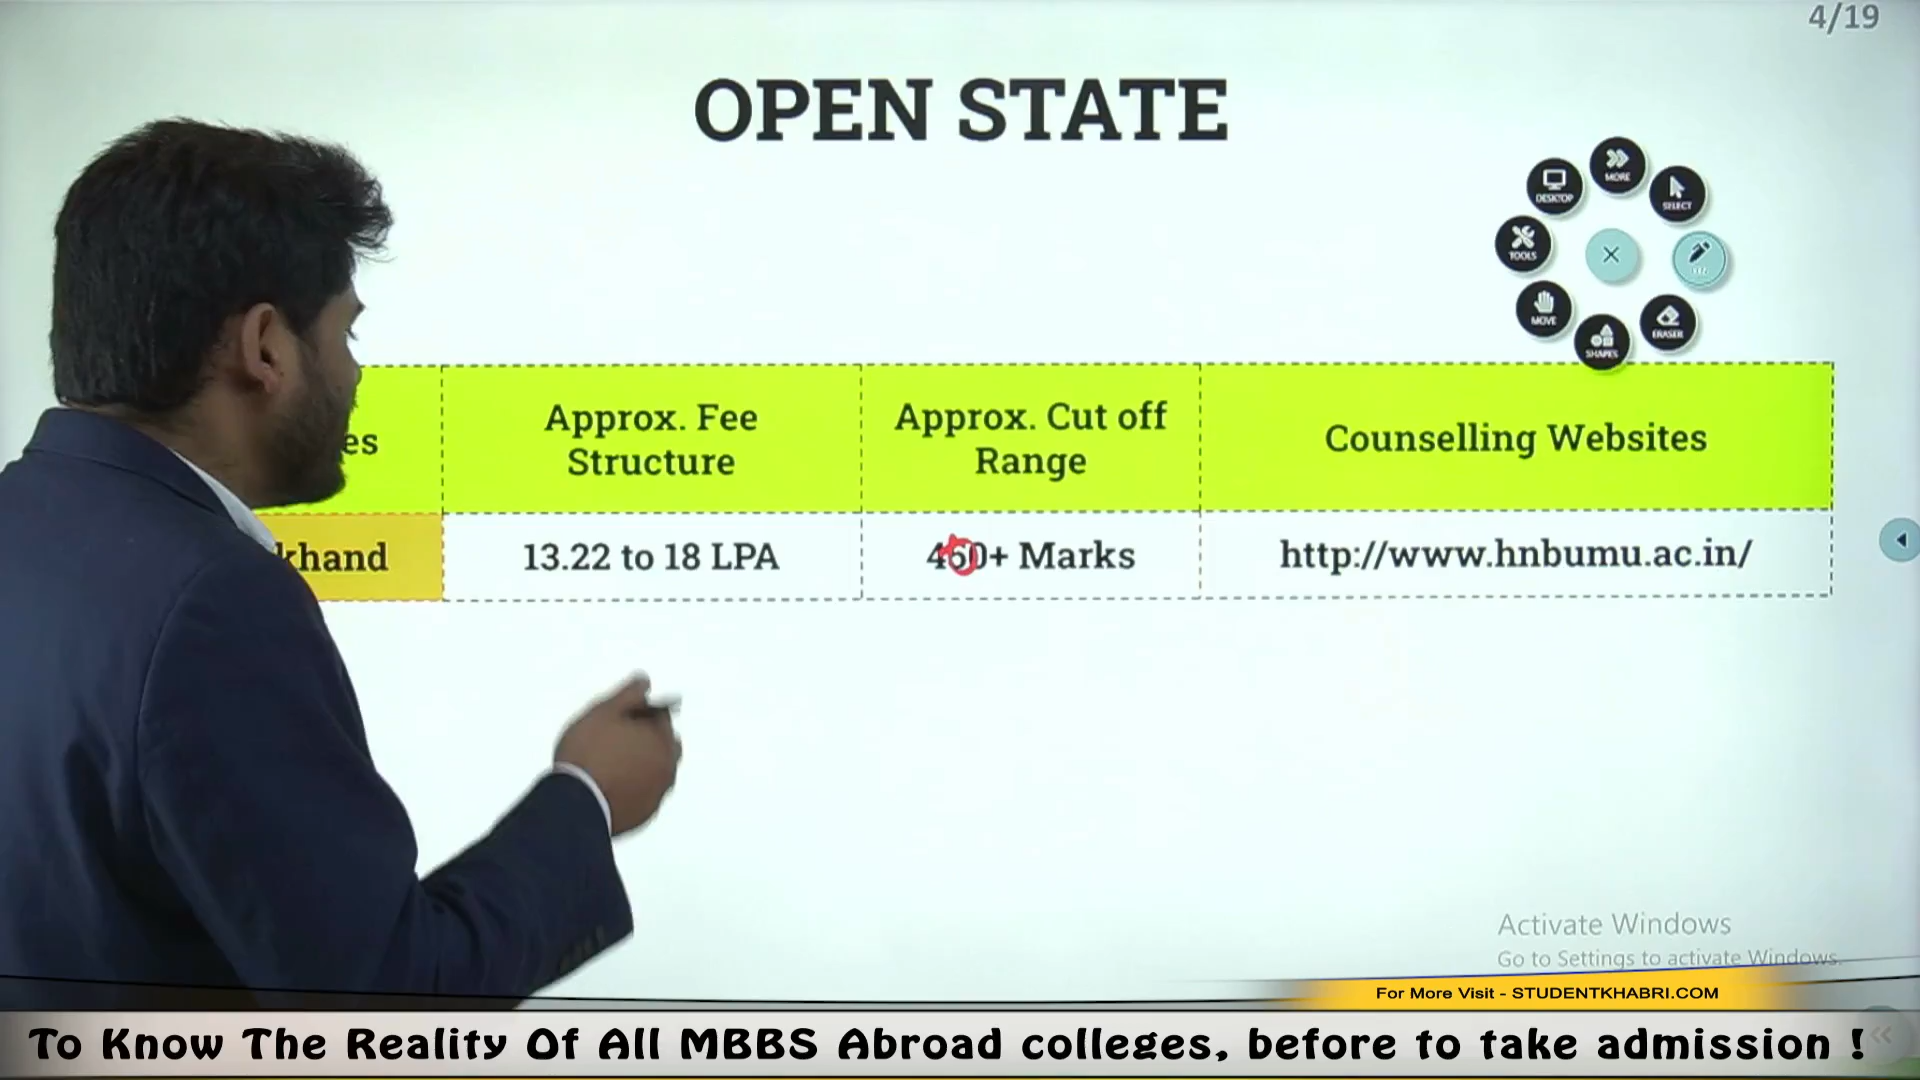 4/19
OPEN STATE
MORE
DESKTOP
SELECT
TOOLS
MOVE
ERASER
SHAPES
es
Approx. Fee
Structure
Approx. Cut off
Range
Counselling Websites
khand
13.22 to 18 LPA
450+ Marks
http://www.hnbumu.ac.in/
Activate Windows
Go to Settings to activate Windows.
For More Visit - STUDENTKHABRI.COM
To Know The Reality Of All MBBS Abroad colleges, before to take admission !